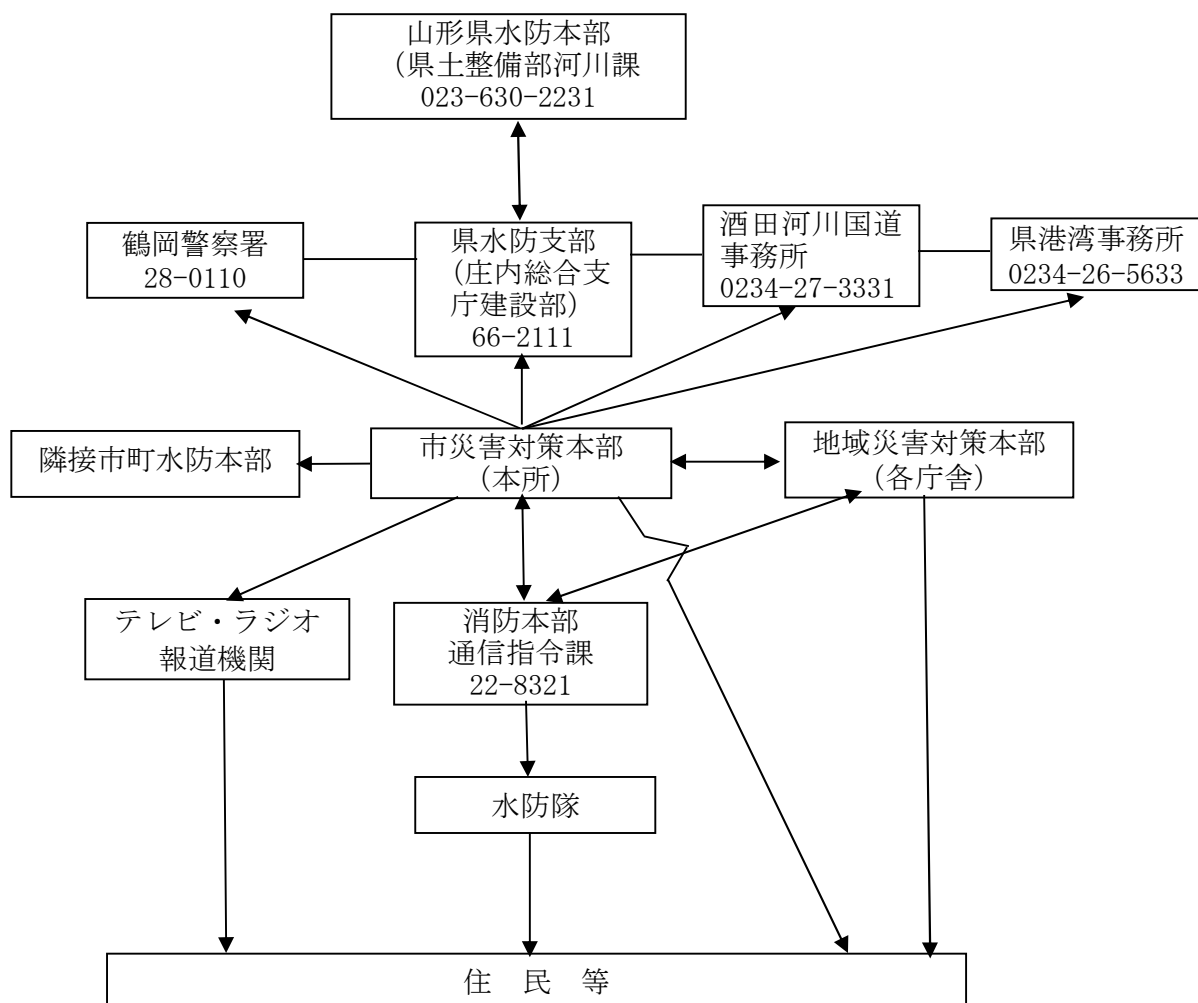 山形県水防本部
(県土整備部河川課
023-630-2231
鶴岡警察署
28-0110
県水防支部
(庄内総合支
庁建設部)
66-2111
酒田河川国道
事務所
0234-27-3331
県港湾事務所
0234-26-5633
隣接市町水防本部
市災害対策本部
(本所)
地域災害対策本部
(各庁舎)
テレビ・ラジオ
報道機関
消防本部
通信指令課
22-8321
水防隊
住 民 等